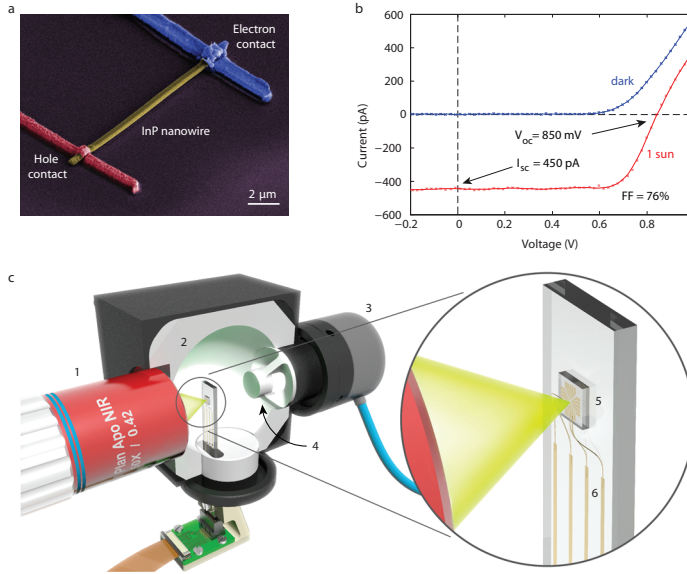 a
Electron
contact
InP nanowire
Hole
contact
2 μm
b
600
400
200
0
−200
−400
−600
Current (pA)
dark
Voc= 850 mV
1 sun
Isc = 450 pA
FF = 76%
−0.2
0
0.2
0.4
0.6
0.8
Voltage (V)
c
1
2
3
4
5
6
Plan Apo NIR
/ 0.42